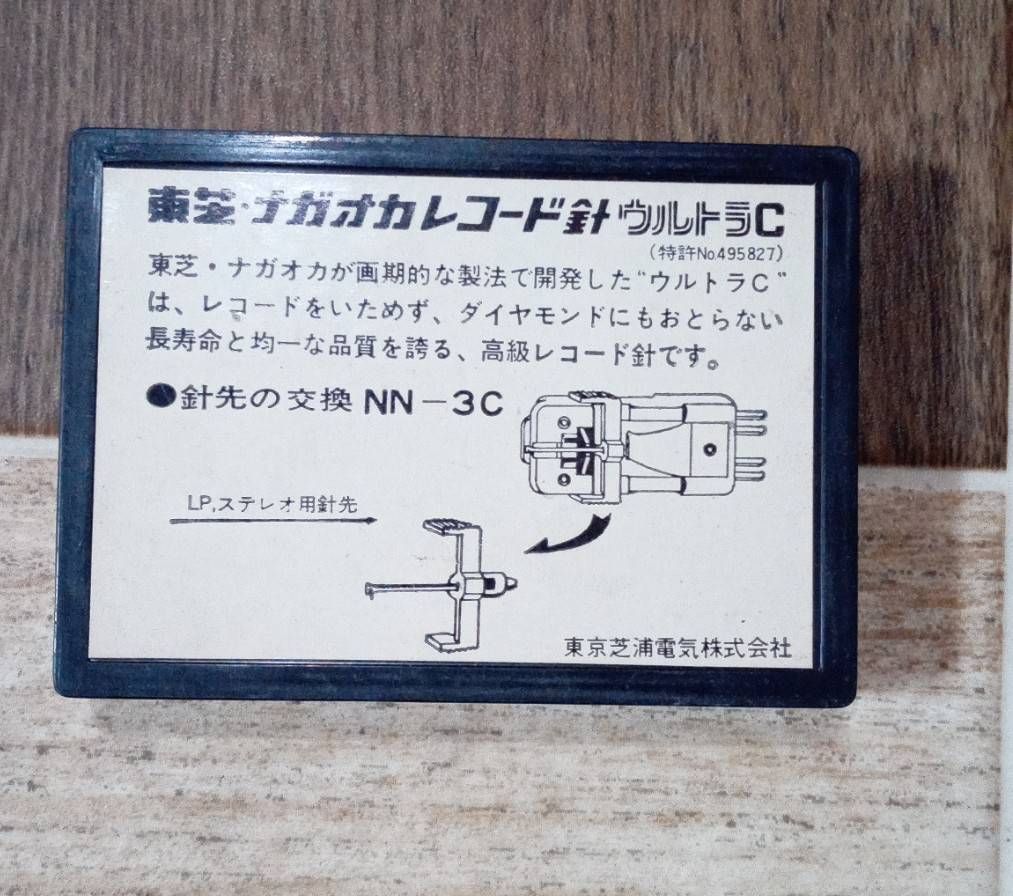 東芝・ナガオカレコード針 ウルトラC
(特許No.495827)
東芝・ナガオカが画期的な製法で開発した“ウルトラC”
は、レコードをいためず、ダイヤモンドにもおとらない
長寿命と均一な品質を誇る、高級レコード針です。
●針先の交換 NN－3C
LP,ステレオ用針先
東京芝浦電気株式会社